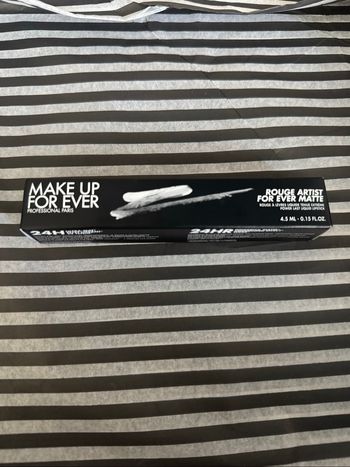 MAKE UP
FOR EVER
PROFESSIONAL PARIS
ROUGE ARTIST
FOR EVER MATTE
ROUGE À LÈVRES LIQUIDE TENUE EXTRÊME
POWER LAST LIQUID LIPSTICK
4.5 ML - 0.15 FL.OZ.
24H
24HR